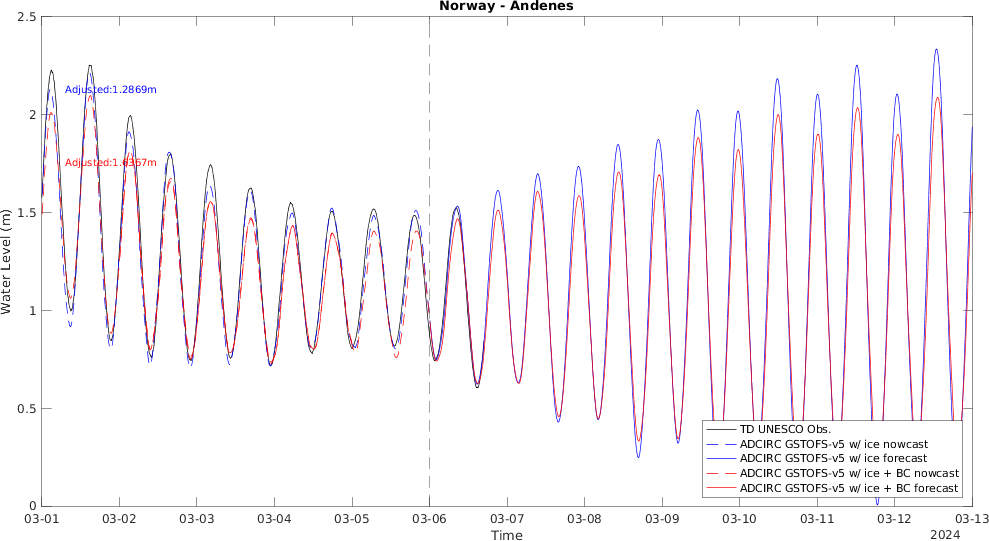 Norway - Andenes
2.5
2
1.5
1
0.5
0
Water Level (m)
Adjusted:1.2869m
Adjusted:1.6367m
TD UNESCO Obs.
ADCIRC GSTOFS-v5 w/ ice nowcast
ADCIRC GSTOFS-v5 w/ ice forecast
ADCIRC GSTOFS-v5 w/ ice + BC nowcast
ADCIRC GSTOFS-v5 w/ ice + BC forecast
03-01 03-02 03-03 03-04 03-05 03-06 03-07 03-08 03-09 03-10 03-11 03-12 03-13
Time
2024